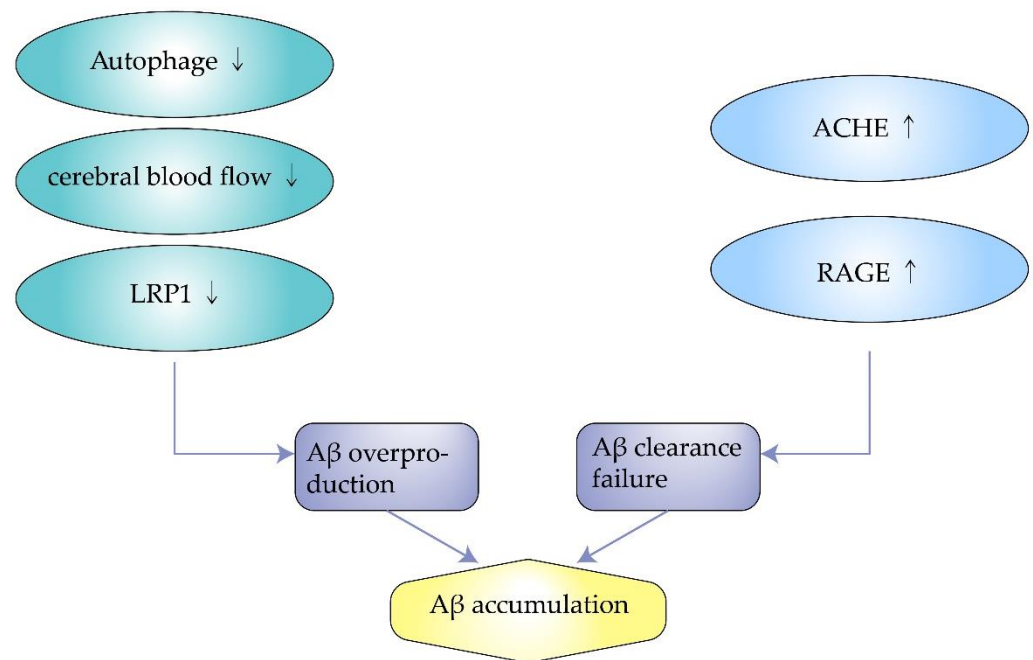 Autophage ↓
cerebral blood flow ↓
LRP1 ↓
ACHE ↑
RAGE ↑
Aβ overpro-
duction
Aβ clearance
failure
Aβ accumulation